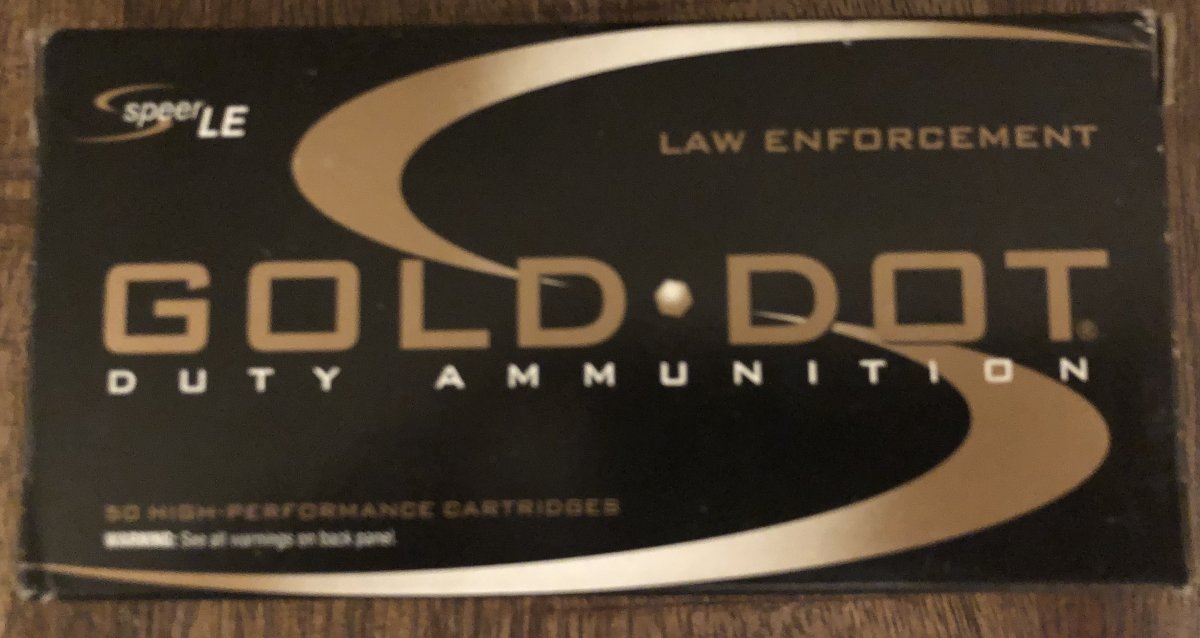 speer LE
LAW ENFORCEMENT
GOLD DOT®
DUTY AMMUNITION
50 HIGH-PERFORMANCE CARTRIDGES
WARNING: See all warnings on back panel.